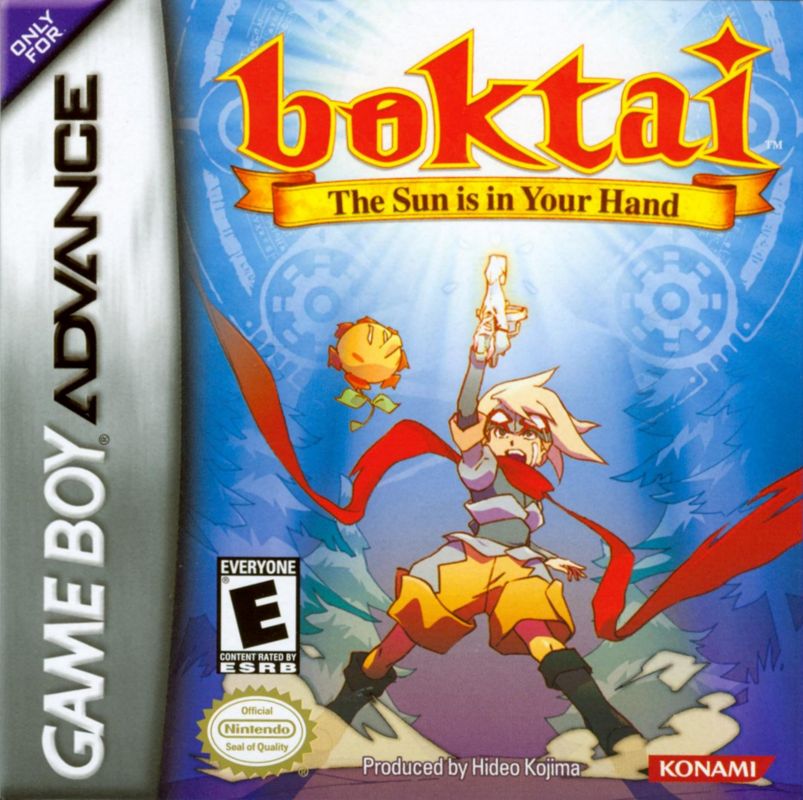 ONLY
FOR
GAME BOY ADVANCE
®
boktai
TM
The Sun is in Your Hand
EVERYONE
E
®
CONTENT RATED BY
ESRB
Official
Nintendo
Seal of Quality
®
Produced by Hideo Kojima
KONAMI